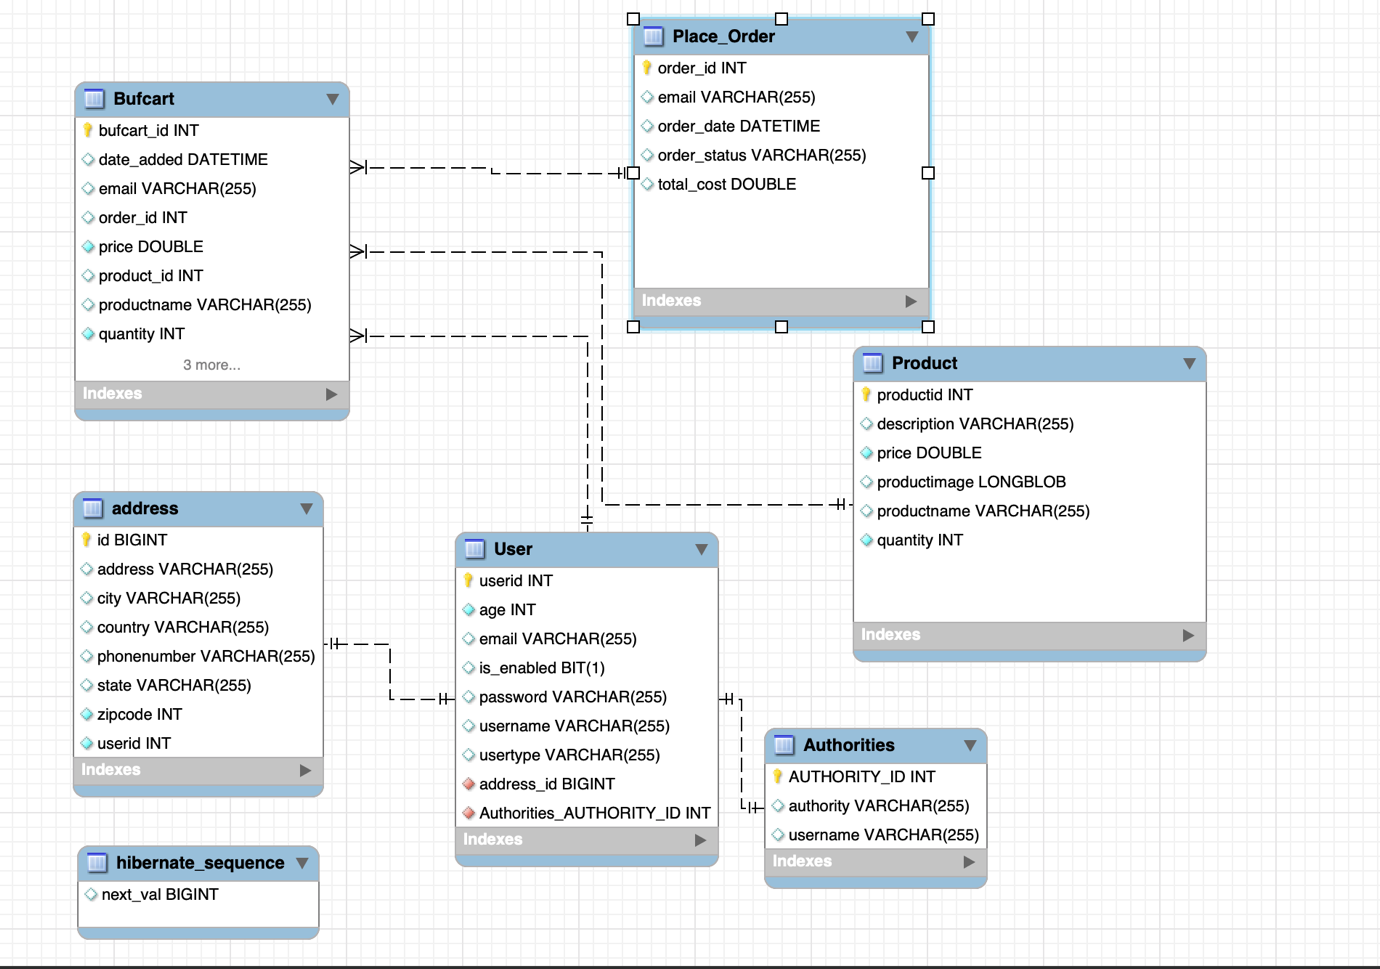 Place_Order
order_id INT
email VARCHAR(255)
order_date DATETIME
order_status VARCHAR(255)
total_cost DOUBLE
Indexes
Bufcart
bufcart_id INT
date_added DATETIME
email VARCHAR(255)
order_id INT
price DOUBLE
product_id INT
productname VARCHAR(255)
quantity INT
3 more...
Indexes
Product
productid INT
description VARCHAR(255)
price DOUBLE
productimage LONGBLOB
productname VARCHAR(255)
quantity INT
Indexes
address
id BIGINT
address VARCHAR(255)
city VARCHAR(255)
country VARCHAR(255)
phonenumber VARCHAR(255)
state VARCHAR(255)
zipcode INT
userid INT
Indexes
User
userid INT
age INT
email VARCHAR(255)
is_enabled BIT(1)
password VARCHAR(255)
username VARCHAR(255)
usertype VARCHAR(255)
address_id BIGINT
Authorities_AUTHORITY_ID INT
Indexes
Authorities
AUTHORITY_ID INT
authority VARCHAR(255)
username VARCHAR(255)
Indexes
hibernate_sequence
next_val BIGINT